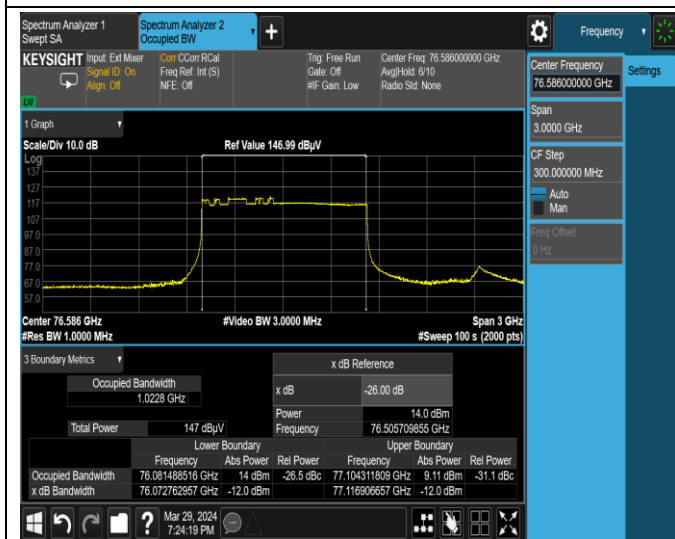 Spectrum Analyzer 1
Swept SA
Spectrum Analyzer 2
Occupied BW
+
Frequency
KEYSIGHT
Input: Ext Mixer
Signal ID: On
Align: Off
Corr CCorr RCal
Freq Ref: Int (S)
NFE: Off
Trig: Free Run
Gate: Off
#IF Gain: Low
Center Freq: 76.586000000 GHz
Avg|Hold: 6/10
Radio Std: None
LXI
Center Frequency
76.586000000 GHz
Settings
Span
3.0000 GHz
CF Step
300.000000 MHz
Auto
Man
Freq Offset
0 Hz
1 Graph
Scale/Div 10.0 dB
Ref Value 146.99 dBµV
Log
137
127
117
107
97.0
87.0
77.0
67.0
57.0
Center 76.586 GHz
#Video BW 3.0000 MHz
Span 3 GHz
#Res BW 1.0000 MHz
#Sweep 100 s (2000 pts)
3 Boundary Metrics
Occupied Bandwidth
1.0228 GHz
Total Power 147 dBµV
x dB Reference
x dB -26.00 dB
Power 14.0 dBm
Frequency 76.505709855 GHz
Lower Boundary Upper Boundary
Frequency Abs Power Rel Power Frequency Abs Power Rel Power
Occupied Bandwidth 76.081488516 GHz 14 dBm -26.5 dBc 77.104311809 GHz 9.11 dBm -31.1 dBc
x dB Bandwidth 76.072762957 GHz -12.0 dBm 77.116906657 GHz -12.0 dBm
?
Mar 29, 2024
7:24:19 PM